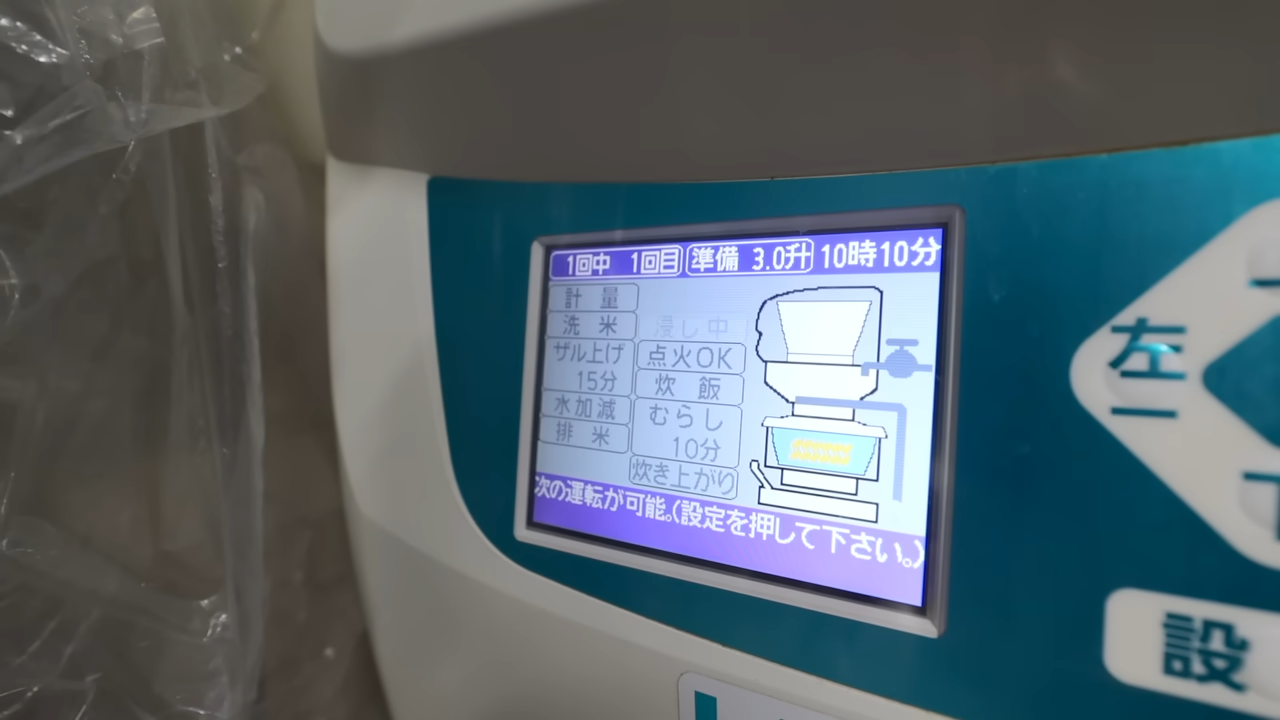 1回中 1回目 準備 3.0升 10時10分
計量
洗米
ザル上げ
15分
水加減
排米
浸し中
点火OK
炊飯
むらし
10分
炊き上がり
次の運転が可能。(設定を押して下さい。)
左
設